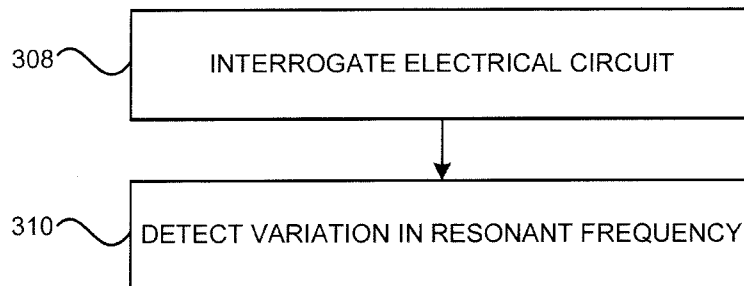 308
INTERROGATE ELECTRICAL CIRCUIT
310
DETECT VARIATION IN RESONANT FREQUENCY